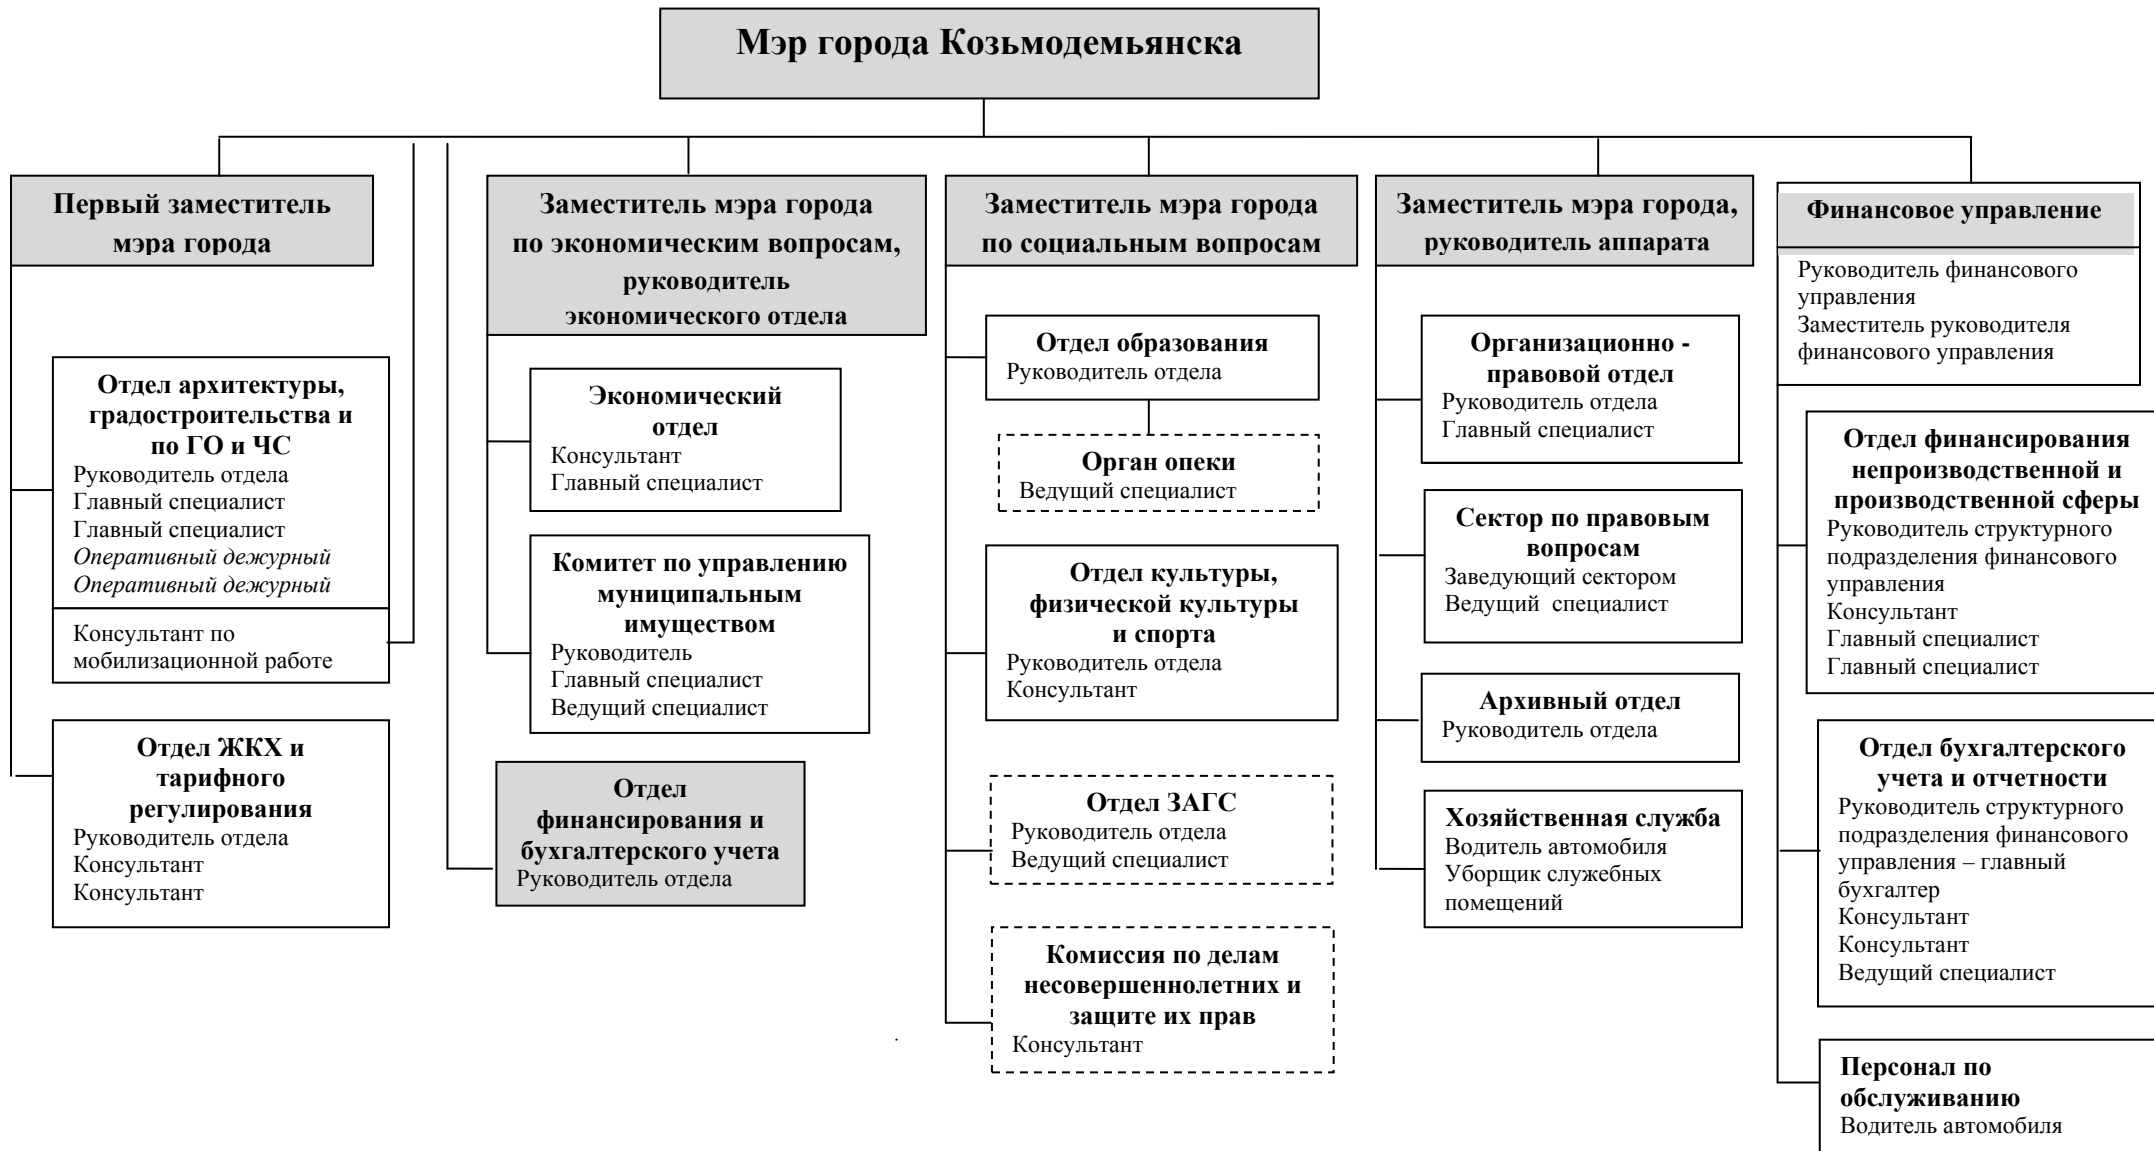 Мэр города Козьмодемьянска
Первый заместитель
мэра города
Отдел архитектуры,
градостроительства и
по ГО и ЧС
Руководитель отдела
Главный специалист
Главный специалист
Оперативный дежурный
Оперативный дежурный
Консультант по
мобилизационной работе
Отдел ЖКХ и
тарифного
регулирования
Руководитель отдела
Консультант
Консультант
Заместитель мэра города
по экономическим вопросам,
руководитель
экономического отдела
Экономический
отдел
Консультант
Главный специалист
Комитет по управлению
муниципальным
имуществом
Руководитель
Главный специалист
Ведущий специалист
Отдел
финансирования и
бухгалтерского учета
Руководитель отдела
Заместитель мэра города
по социальным вопросам
Отдел образования
Руководитель отдела
Орган опеки
Ведущий специалист
Отдел культуры,
физической культуры
и спорта
Руководитель отдела
Консультант
Отдел ЗАГС
Руководитель отдела
Ведущий специалист
Комиссия по делам
несовершеннолетних и
защите их прав
Консультант
Заместитель мэра города,
руководитель аппарата
Организационно -
правовой отдел
Руководитель отдела
Главный специалист
Сектор по правовым
вопросам
Заведующий сектором
Ведущий специалист
Архивный отдел
Руководитель отдела
Хозяйственная служба
Водитель автомобиля
Уборщик служебных
помещений
Финансовое управление
Руководитель финансового
управления
Заместитель руководителя
финансового управления
Отдел финансирования
непроизводственной и
производственной сферы
Руководитель структурного
подразделения финансового
управления
Консультант
Главный специалист
Главный специалист
Отдел бухгалтерского
учета и отчетности
Руководитель структурного
подразделения финансового
управления – главный
бухгалтер
Консультант
Консультант
Ведущий специалист
Персонал по
обслуживанию
Водитель автомобиля